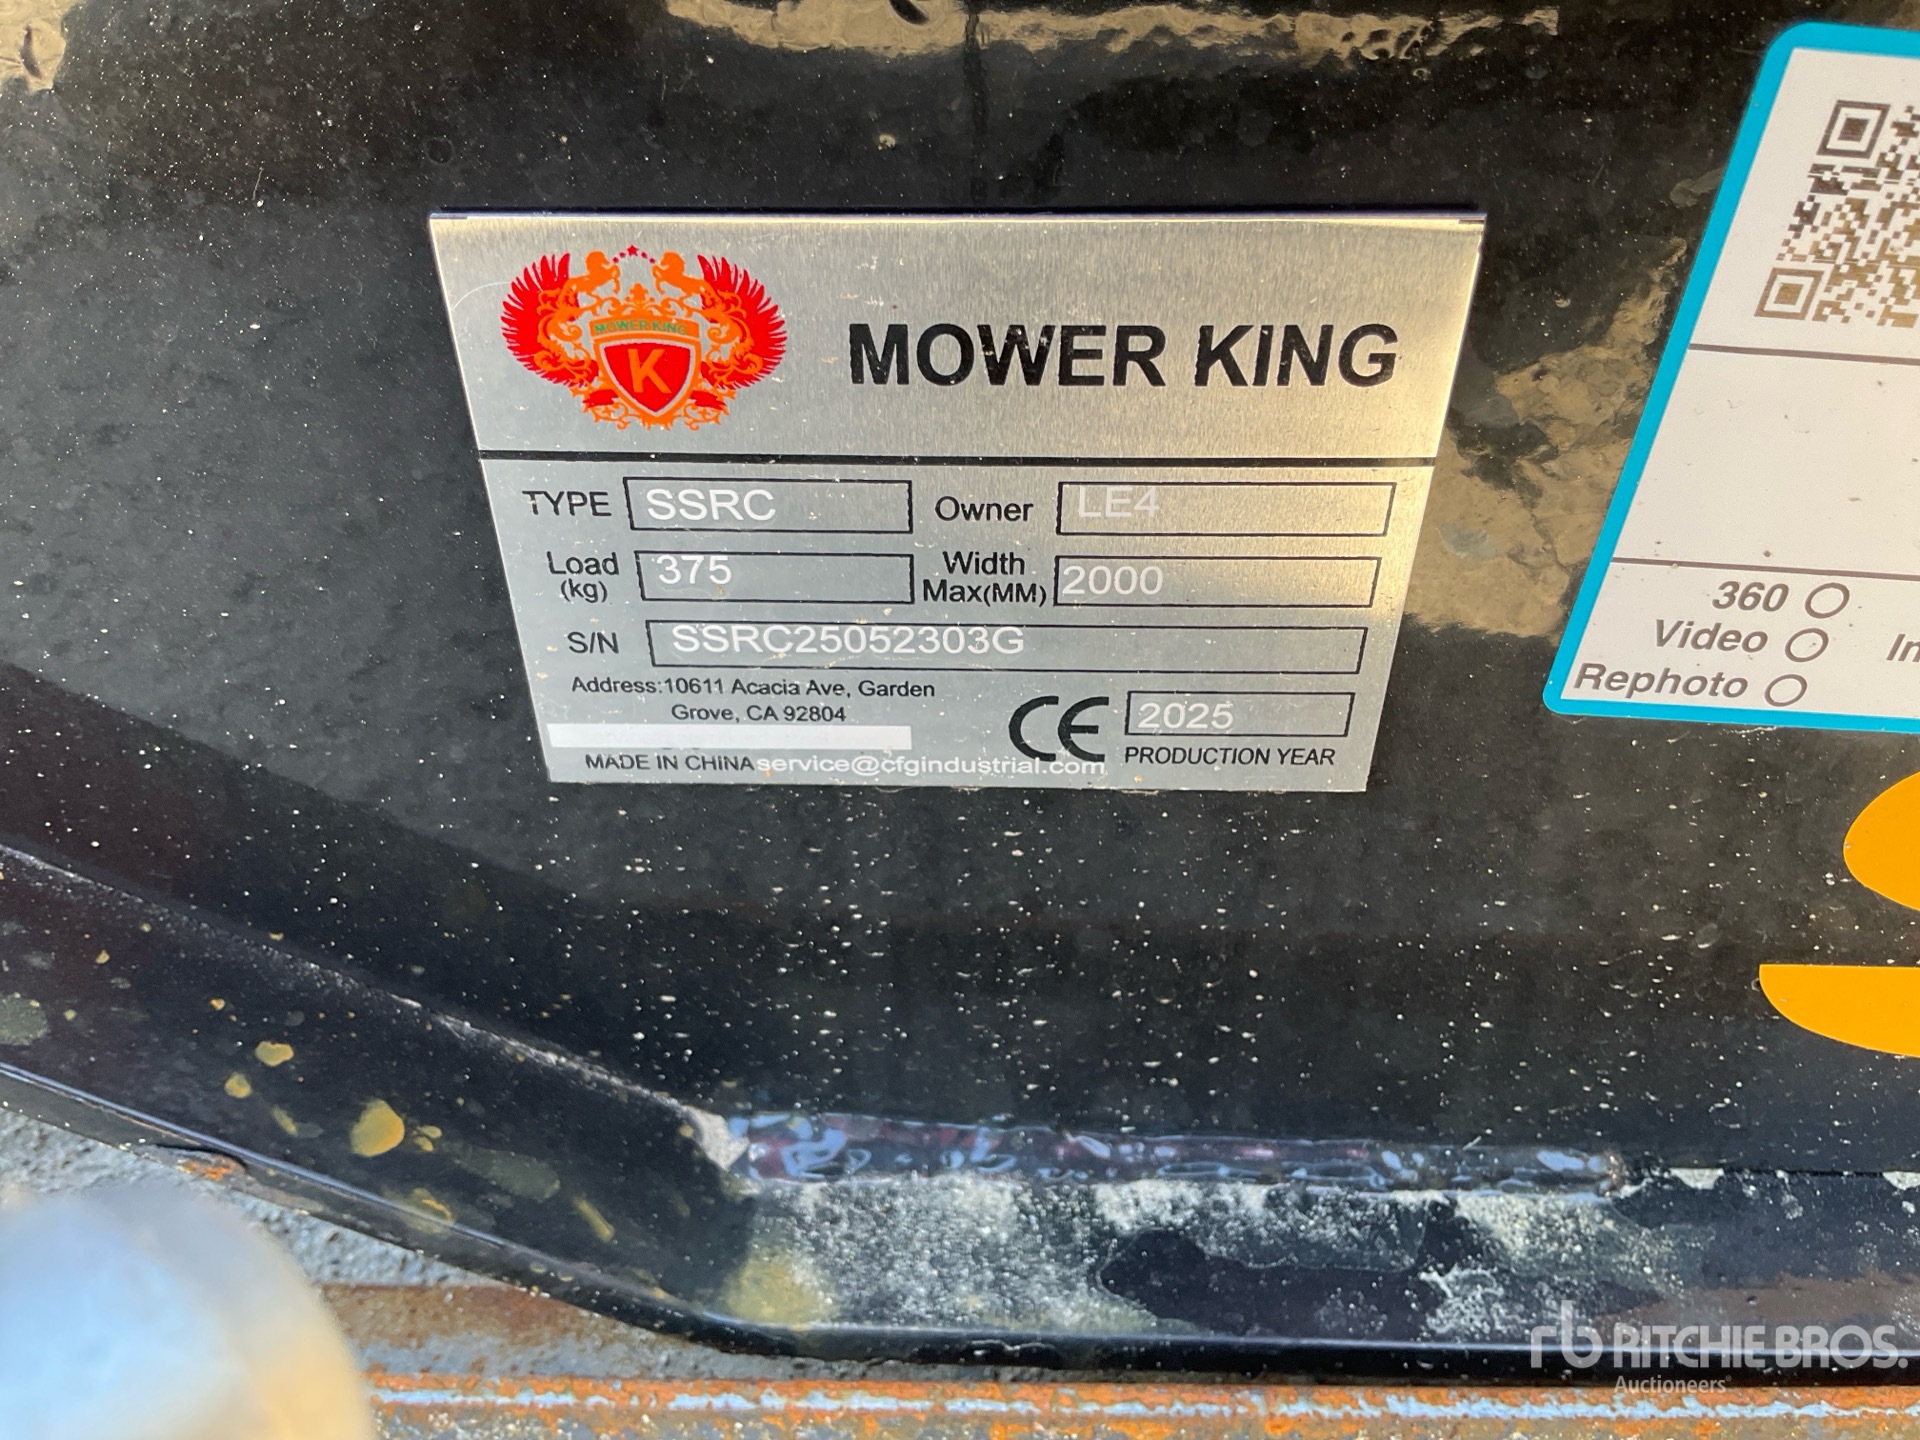 MOWER KING
K
MOWER KING
TYPE SSRC Owner LE4
Load (kg) 375 Width Max(MM) 2000
S/N SSRC25052303G
Address:10611 Acacia Ave, Garden
Grove, CA 92804
CE 2025
MADE IN CHINA service@cfgindustrial.com PRODUCTION YEAR
360
Video
In
Rephoto
rb RITCHIE BROS.
Auctioneers